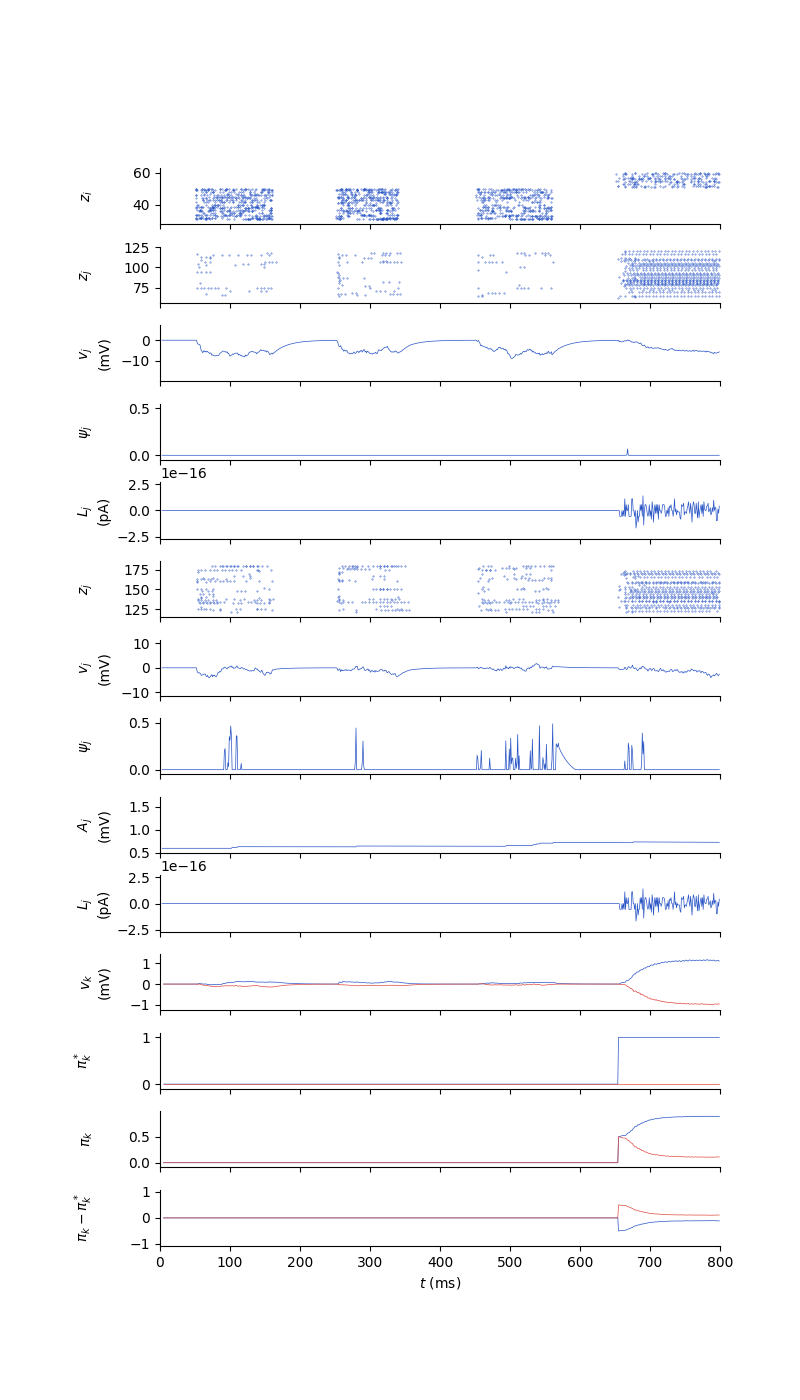 60
40
z_i
125
100
75
z_j
0
−10
v_j
(mV)
0.5
0.0
ψ_j
1e−16
2.5
0.0
−2.5
L_j
(pA)
175
150
125
z_j
10
0
−10
v_j
(mV)
0.5
0.0
ψ_j
1.5
1.0
0.5
A_j
(mV)
1e−16
2.5
0.0
−2.5
L_j
(pA)
1
0
−1
v_k
(mV)
1
0
π_k^*
0.5
0.0
π_k
1
0
−1
π_k − π_k^*
0 100 200 300 400 500 600 700 800
t (ms)